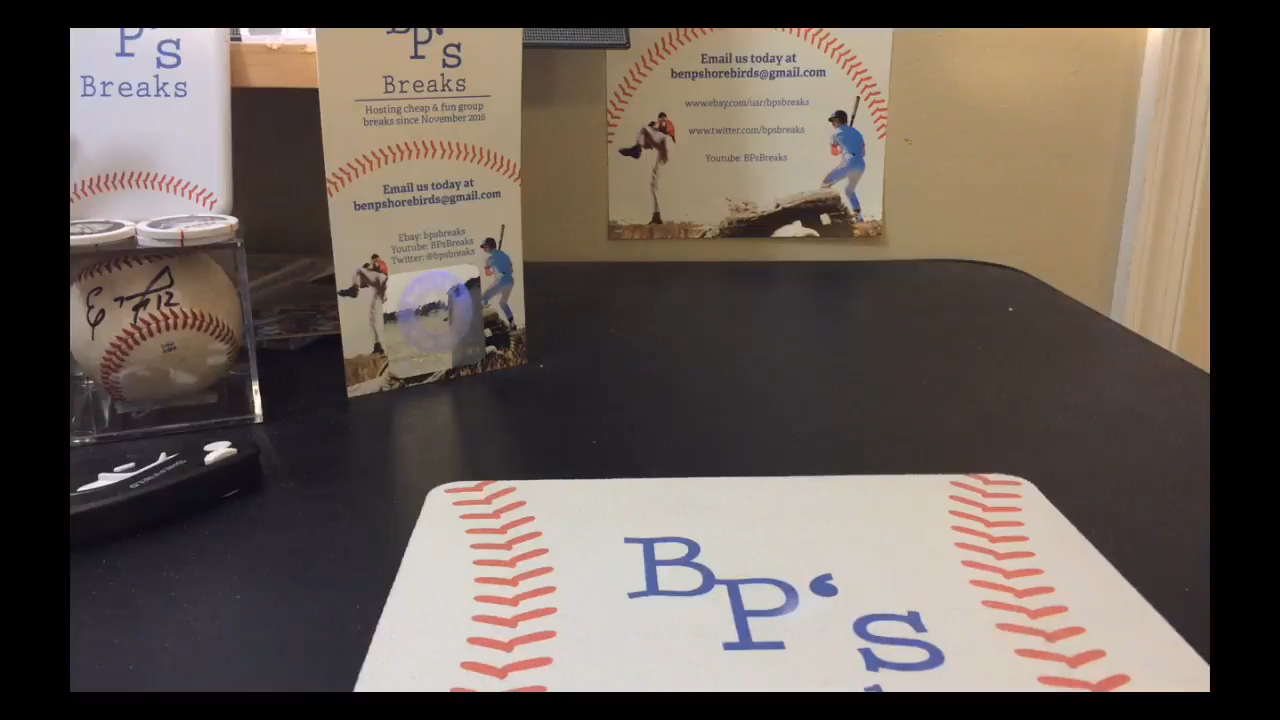 P's
Breaks
BP's
Breaks
Hosting cheap & fun group
breaks since November 2016
Email us today at
benpshorebirds@gmail.com
Ebay: bpsbreaks
Youtube: BPsBreaks
Twitter: @bpsbreaks
Email us today at
benpshorebirds@gmail.com
www.ebay.com/usr/bpsbreaks
www.twitter.com/bpsbreaks
Youtube: BPsBreaks
#12
BP's